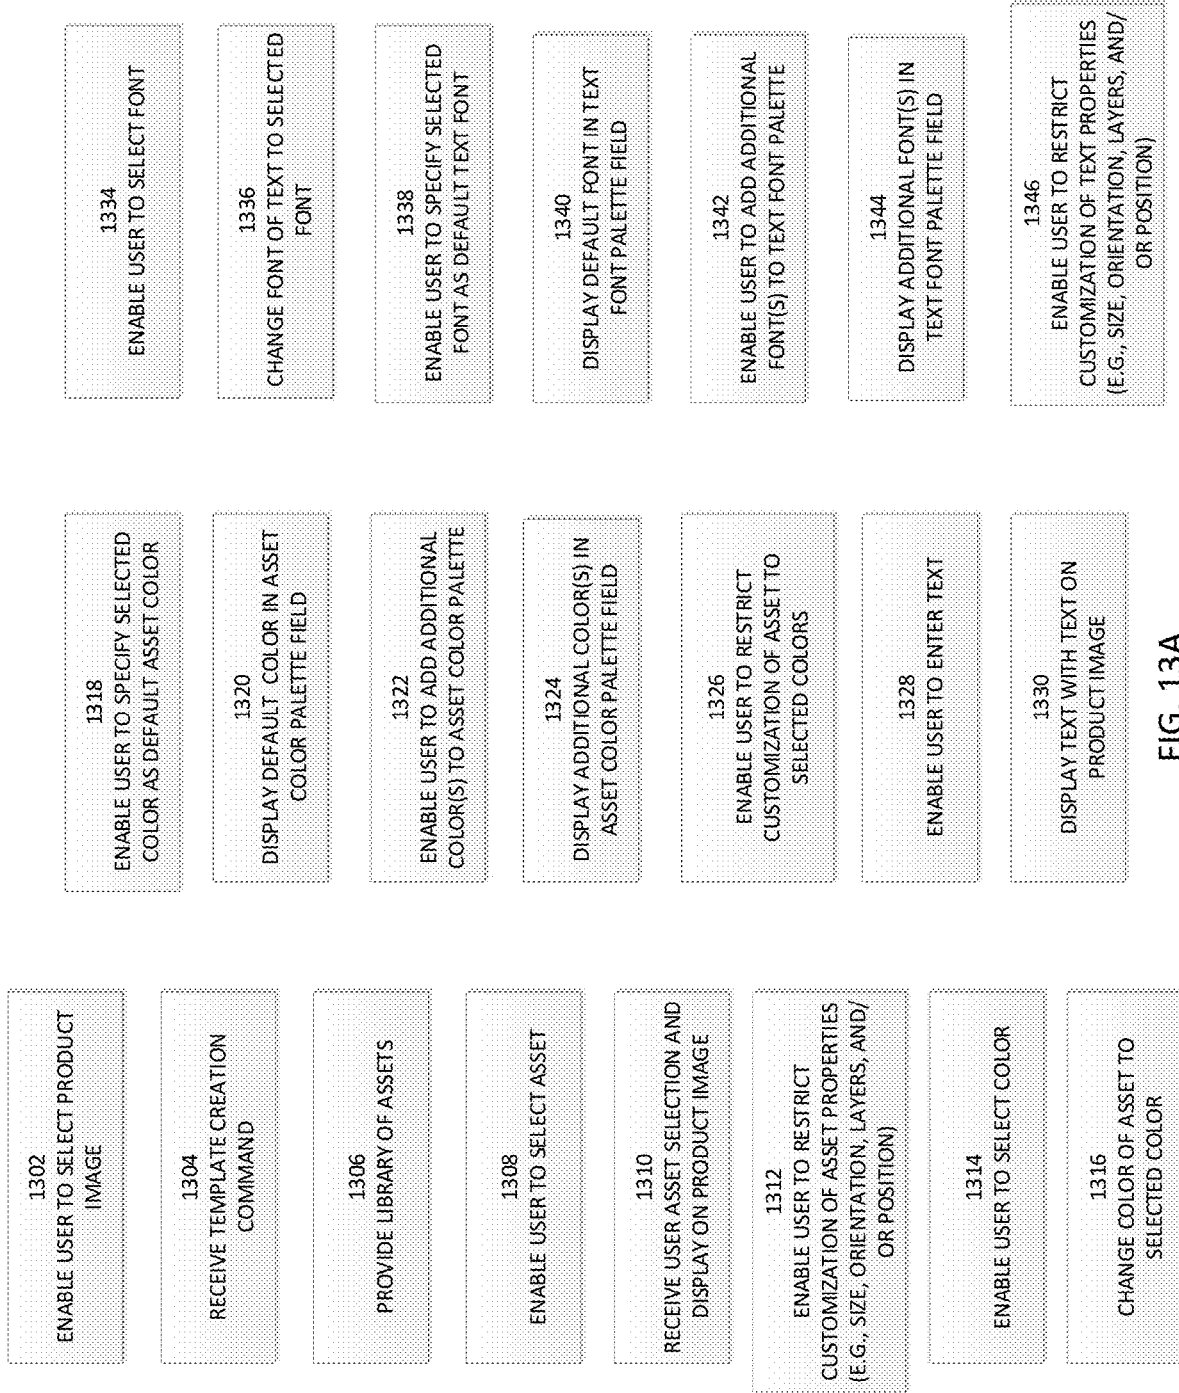 1302
ENABLE USER TO SELECT PRODUCT
IMAGE
1304
RECEIVE TEMPLATE CREATION
COMMAND
1306
PROVIDE LIBRARY OF ASSETS
1308
ENABLE USER TO SELECT ASSET
1310
RECEIVE USER ASSET SELECTION AND
DISPLAY ON PRODUCT IMAGE
1312
ENABLE USER TO RESTRICT
CUSTOMIZATION OF ASSET PROPERTIES
(E.G., SIZE, ORIENTATION, LAYERS, AND/
OR POSITION)
1314
ENABLE USER TO SELECT COLOR
1316
CHANGE COLOR OF ASSET TO
SELECTED COLOR
1318
ENABLE USER TO SPECIFY SELECTED
COLOR AS DEFAULT ASSET COLOR
1320
DISPLAY DEFAULT COLOR IN ASSET
COLOR PALETTE FIELD
1322
ENABLE USER TO ADD ADDITIONAL
COLOR(S) TO ASSET COLOR PALETTE
1324
DISPLAY ADDITIONAL COLOR(S) IN
ASSET COLOR PALETTE FIELD
1326
ENABLE USER TO RESTRICT
CUSTOMIZATION OF ASSET TO
SELECTED COLORS
1328
ENABLE USER TO ENTER TEXT
1330
DISPLAY TEXT WITH TEXT ON
PRODUCT IMAGE
1334
ENABLE USER TO SELECT FONT
1336
CHANGE FONT OF TEXT TO SELECTED
FONT
1338
ENABLE USER TO SPECIFY SELECTED
FONT AS DEFAULT TEXT FONT
1340
DISPLAY DEFAULT FONT IN TEXT
FONT PALETTE FIELD
1342
ENABLE USER TO ADD ADDITIONAL
FONT(S) TO TEXT FONT PALETTE
1344
DISPLAY ADDITIONAL FONT(S) IN
TEXT FONT PALETTE FIELD
1346
ENABLE USER TO RESTRICT
CUSTOMIZATION OF TEXT PROPERTIES
(E.G., SIZE, ORIENTATION, LAYERS, AND/
OR POSITION)
FIG. 13A